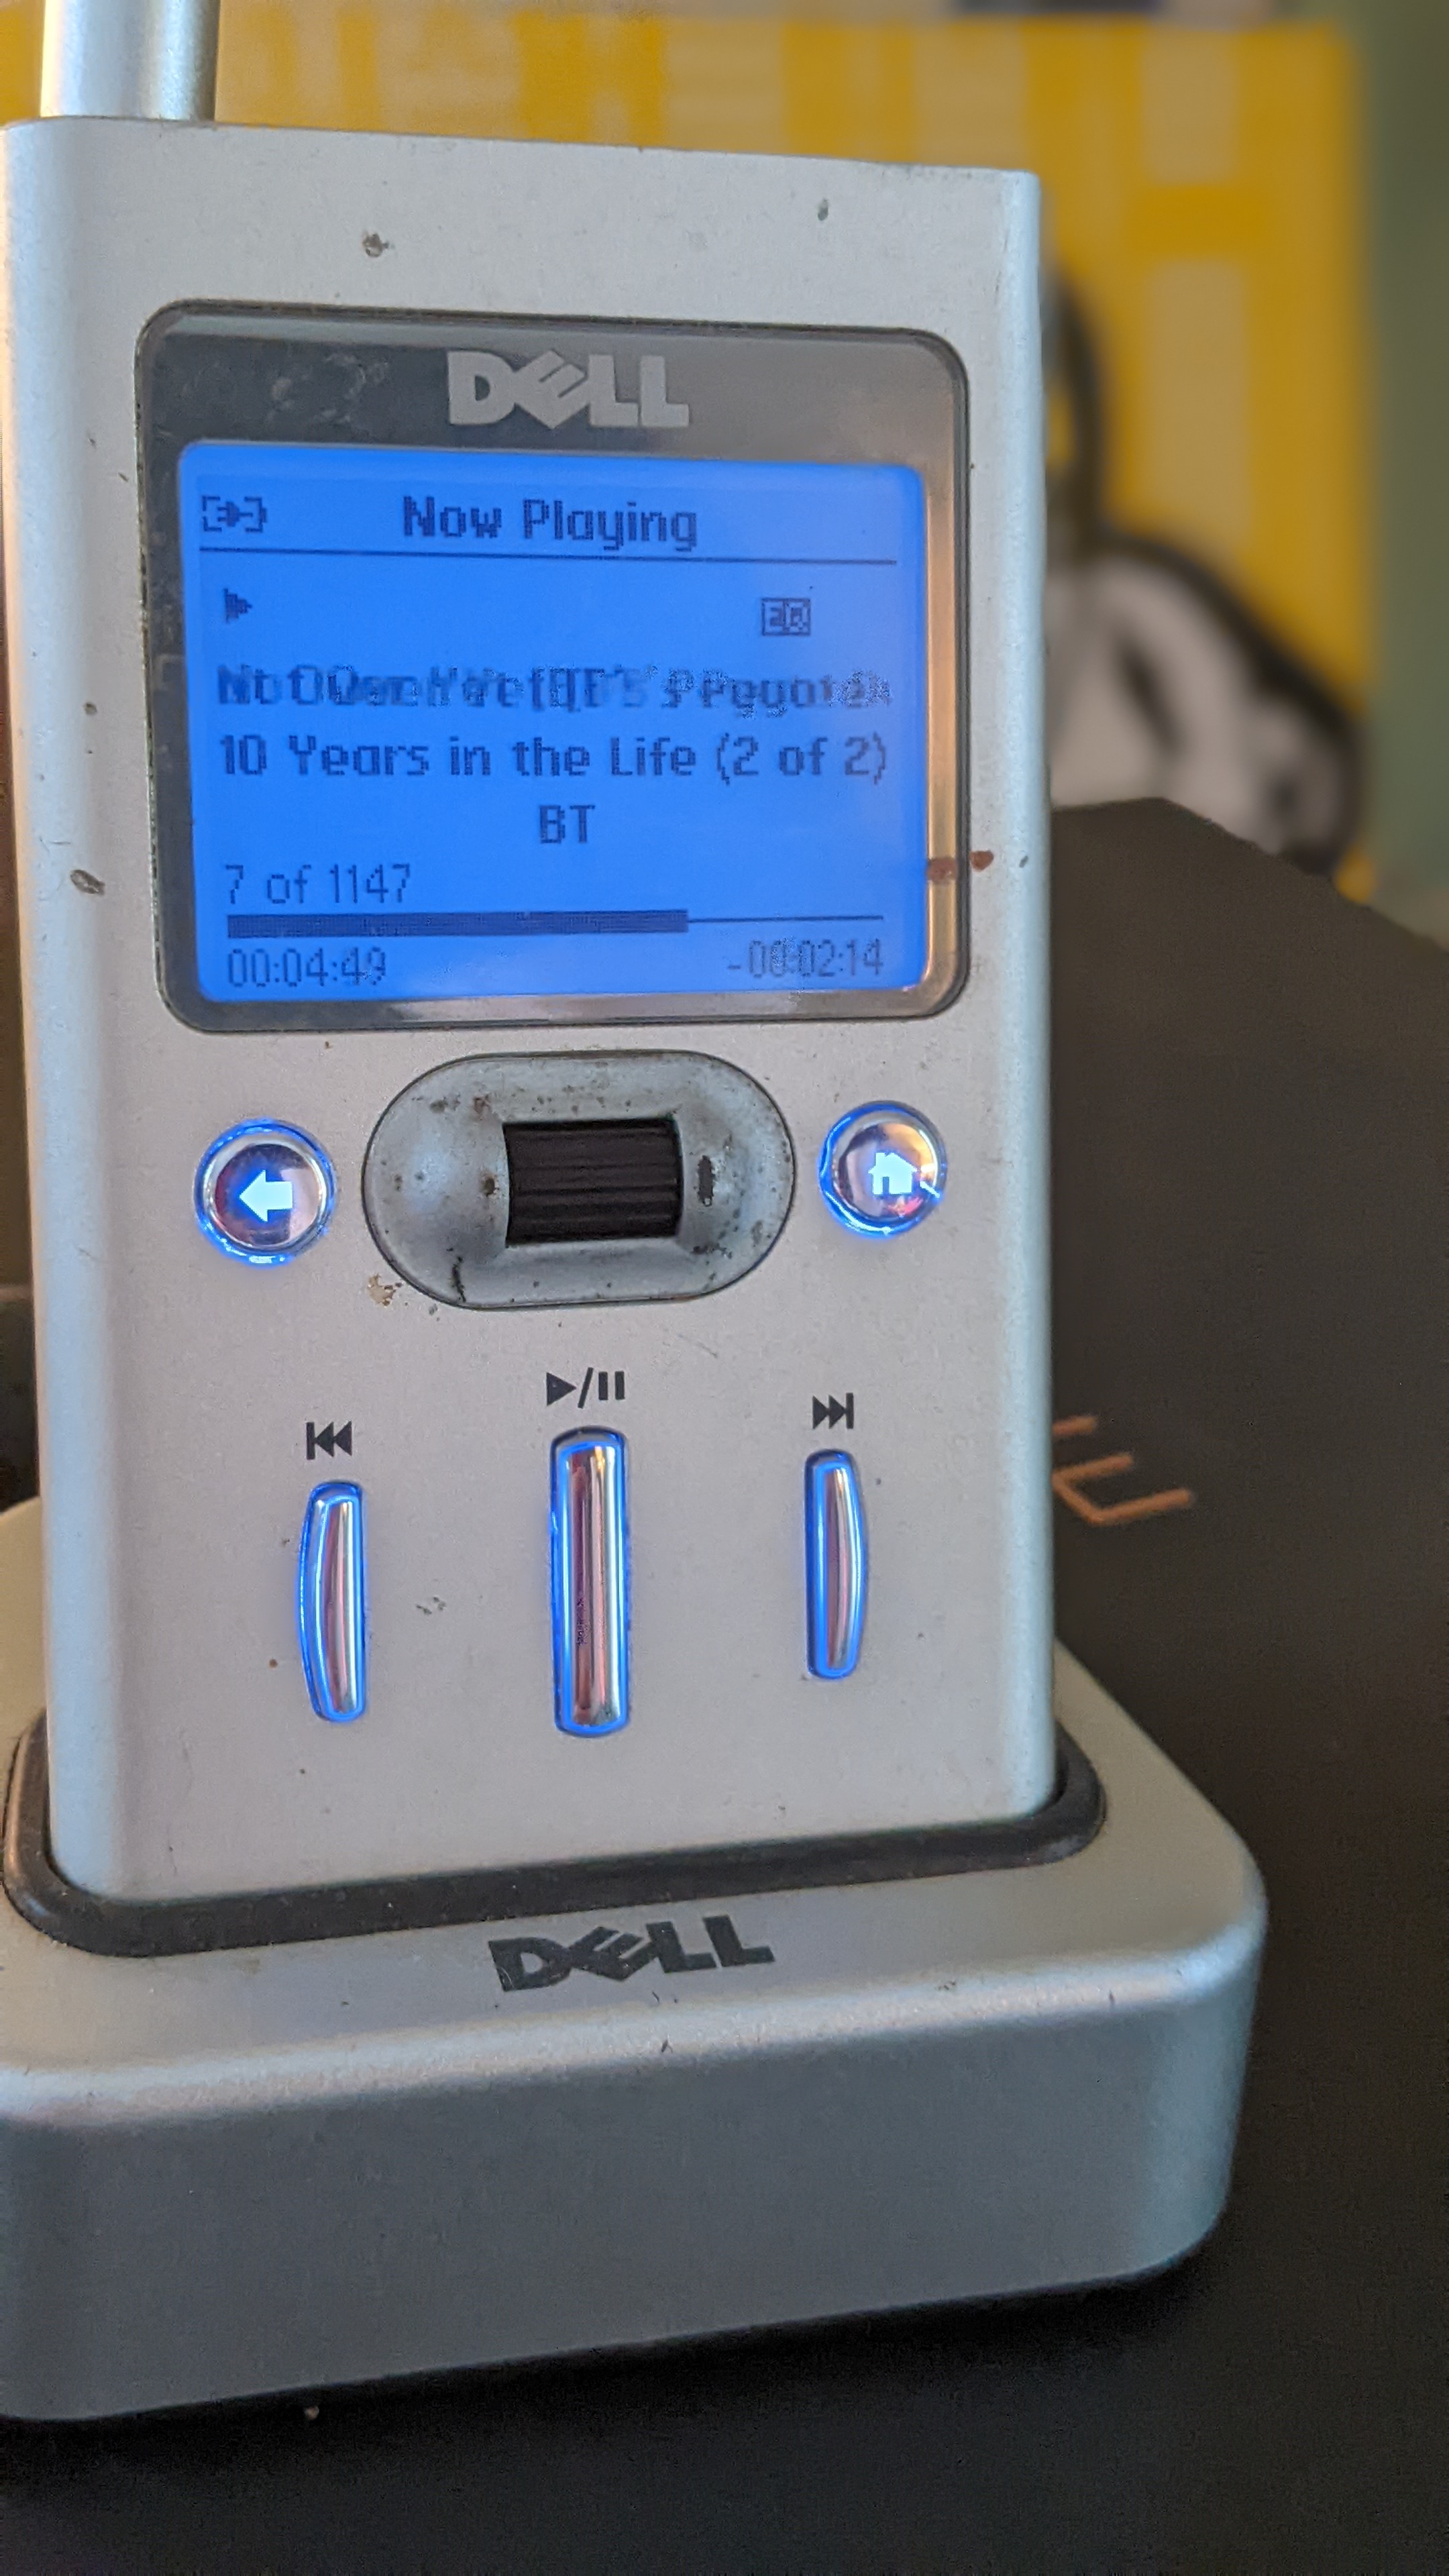 DELL
Now Playing
EQ
10 Years in the Life (2 of 2)
BT
7 of 1147
00:04:49
-00:02:14
DELL